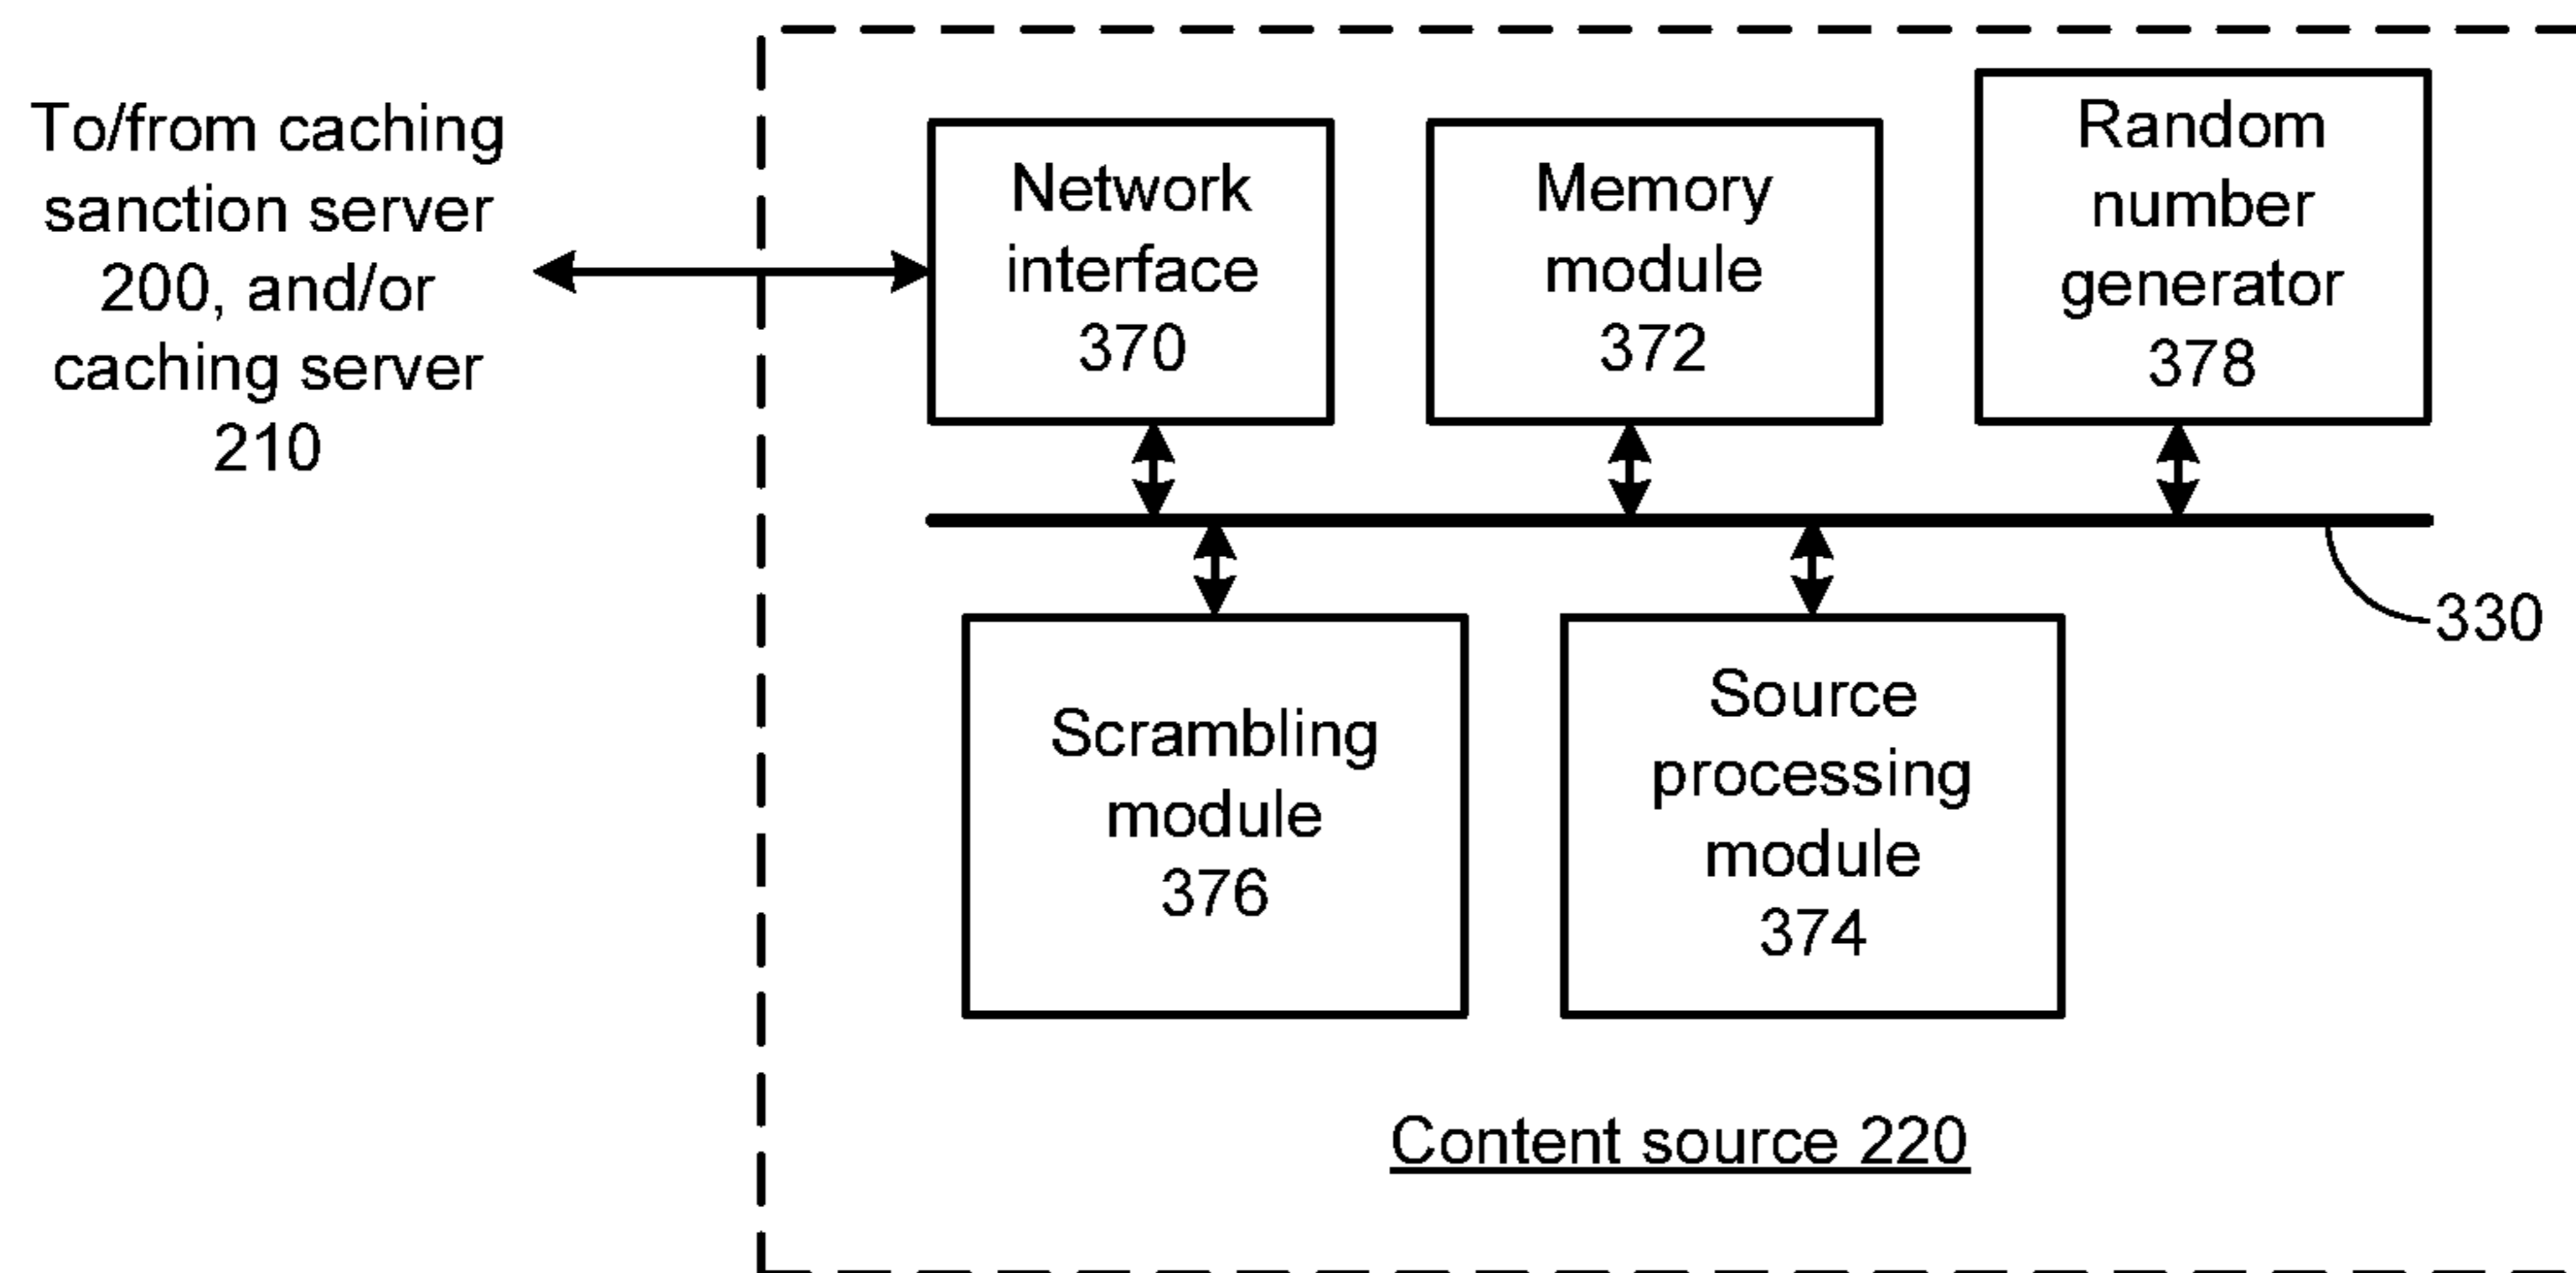 To/from caching
sanction server
200, and/or
caching server
210
Network
interface
370
Memory
module
372
Random
number
generator
378
330
Scrambling
module
376
Source
processing
module
374
Content source 220